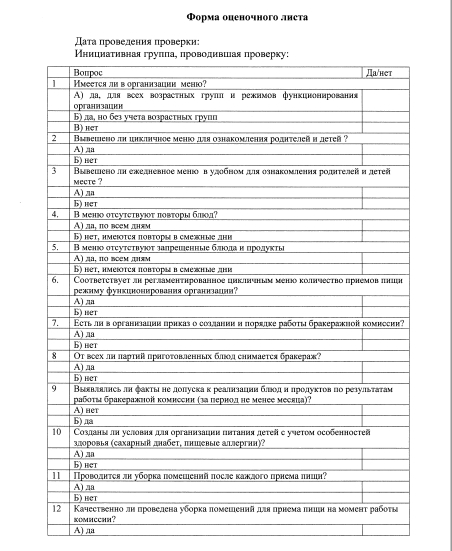 Форма оценочного листа
Дата проведения проверки:
Инициативная группа, проводившая проверку:
Вопрос Да/нет
1 Имеется ли в организации меню?
А) да, для всех возрастных групп и режимов функционирования
организации
Б) да, но без учета возрастных групп
В) нет
2 Вывешено ли цикличное меню для ознакомления родителей и детей ?
А) да
Б) нет
3 Вывешено ли ежедневное меню в удобном для ознакомления родителей и детей
месте ?
А) да
Б) нет
4. В меню отсутствуют повторы блюд?
А) да, по всем дням
Б) нет, имеются повторы в смежные дни
5. В меню отсутствуют запрещенные блюда и продукты
А) да, по всем дням
Б) нет, имеются повторы в смежные дни
6. Соответствует ли регламентированное цикличным меню количество приемов пищи
режиму функционирования организации?
А) да
Б) нет
7. Есть ли в организации приказ о создании и порядке работы бракеражной комиссии?
А) да
Б) нет
8 От всех ли партий приготовленных блюд снимается бракераж?
А) да
Б) нет
9 Выявлялись ли факты не допуска к реализации блюд и продуктов по результатам
работы бракеражной комиссии (за период не менее месяца)?
А) нет
Б) да
10 Созданы ли условия для организации питания детей с учетом особенностей
здоровья (сахарный диабет, пищевые аллергии)?
А) да
Б) нет
11 Проводится ли уборка помещений после каждого приема пищи?
А) да
Б) нет
12 Качественно ли проведена уборка помещений для приема пищи на момент работы
комиссии?
А) да